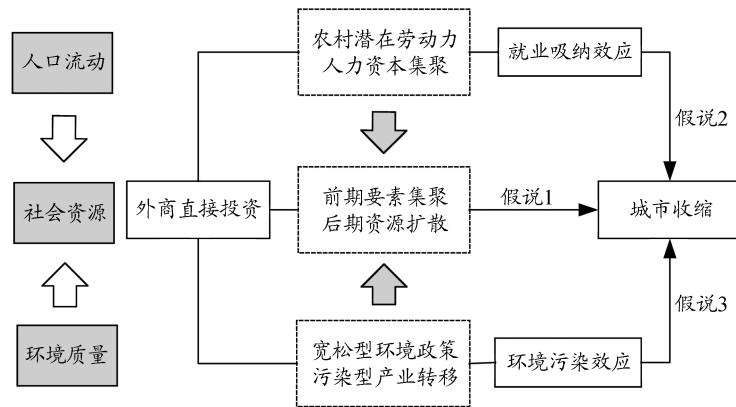 人口流动
社会资源
环境质量
外商直接投资
农村潜在劳动力
人力资本集聚
就业吸纳效应
假说2
前期要素集聚
后期资源扩散
假说1
城市收缩
假说3
宽松型环境政策
污染型产业转移
环境污染效应